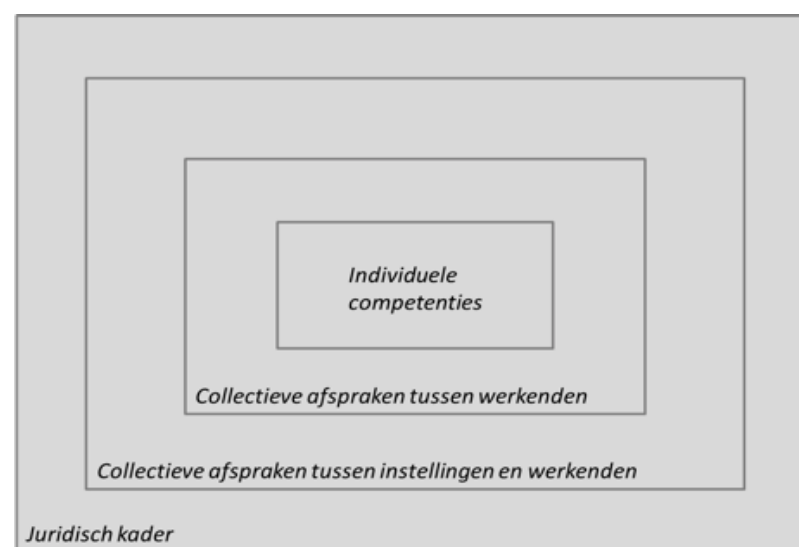 Individuele
competenties
Collectieve afspraken tussen werkenden
Collectieve afspraken tussen instellingen en werkenden
Juridisch kader